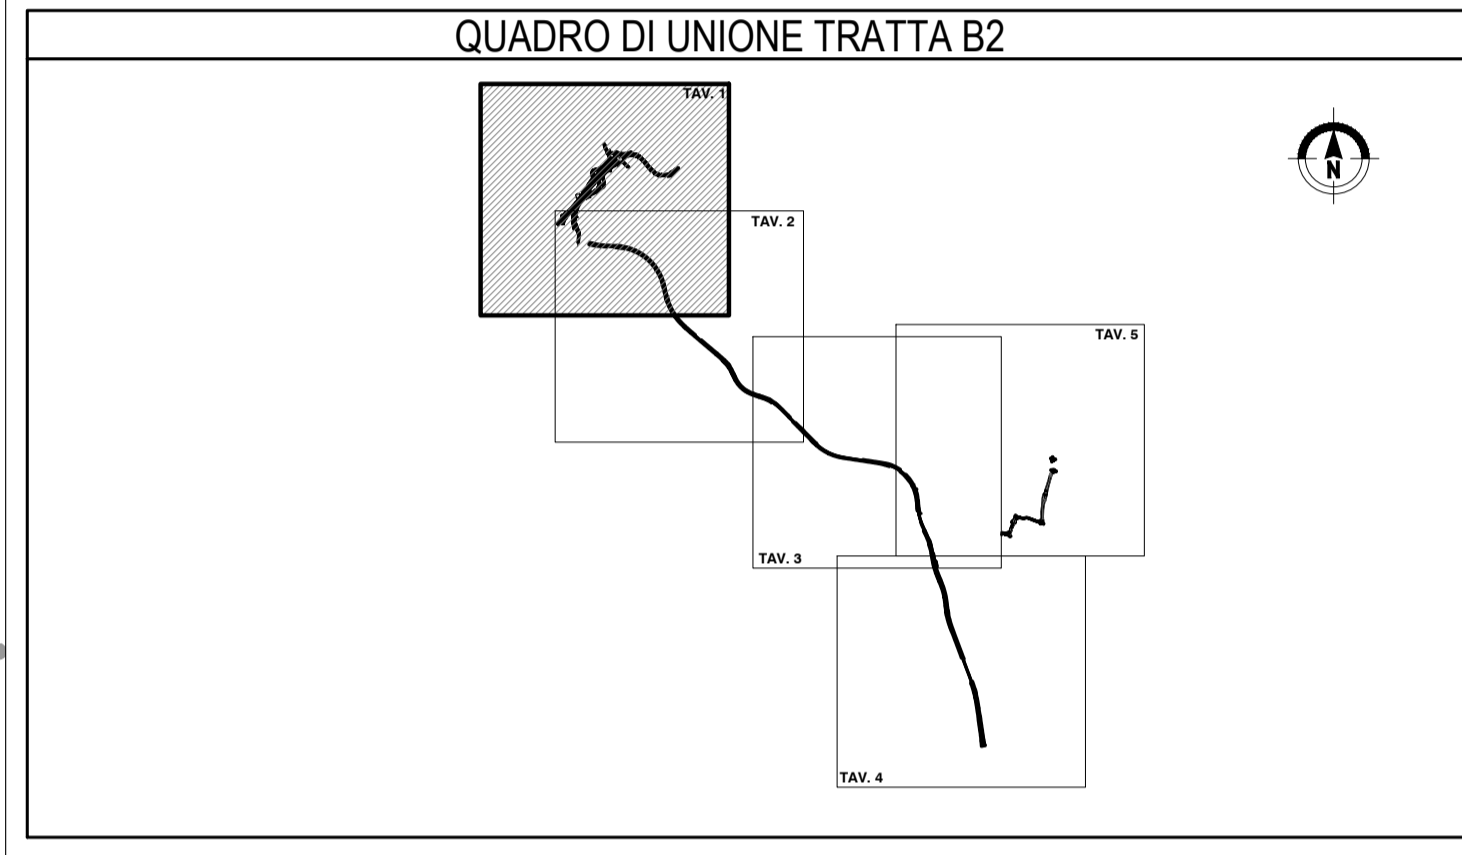 QUADRO DI UNIONE TRATTA B2
TAV. 1
N
TAV. 2
TAV. 5
TAV. 3
TAV. 4